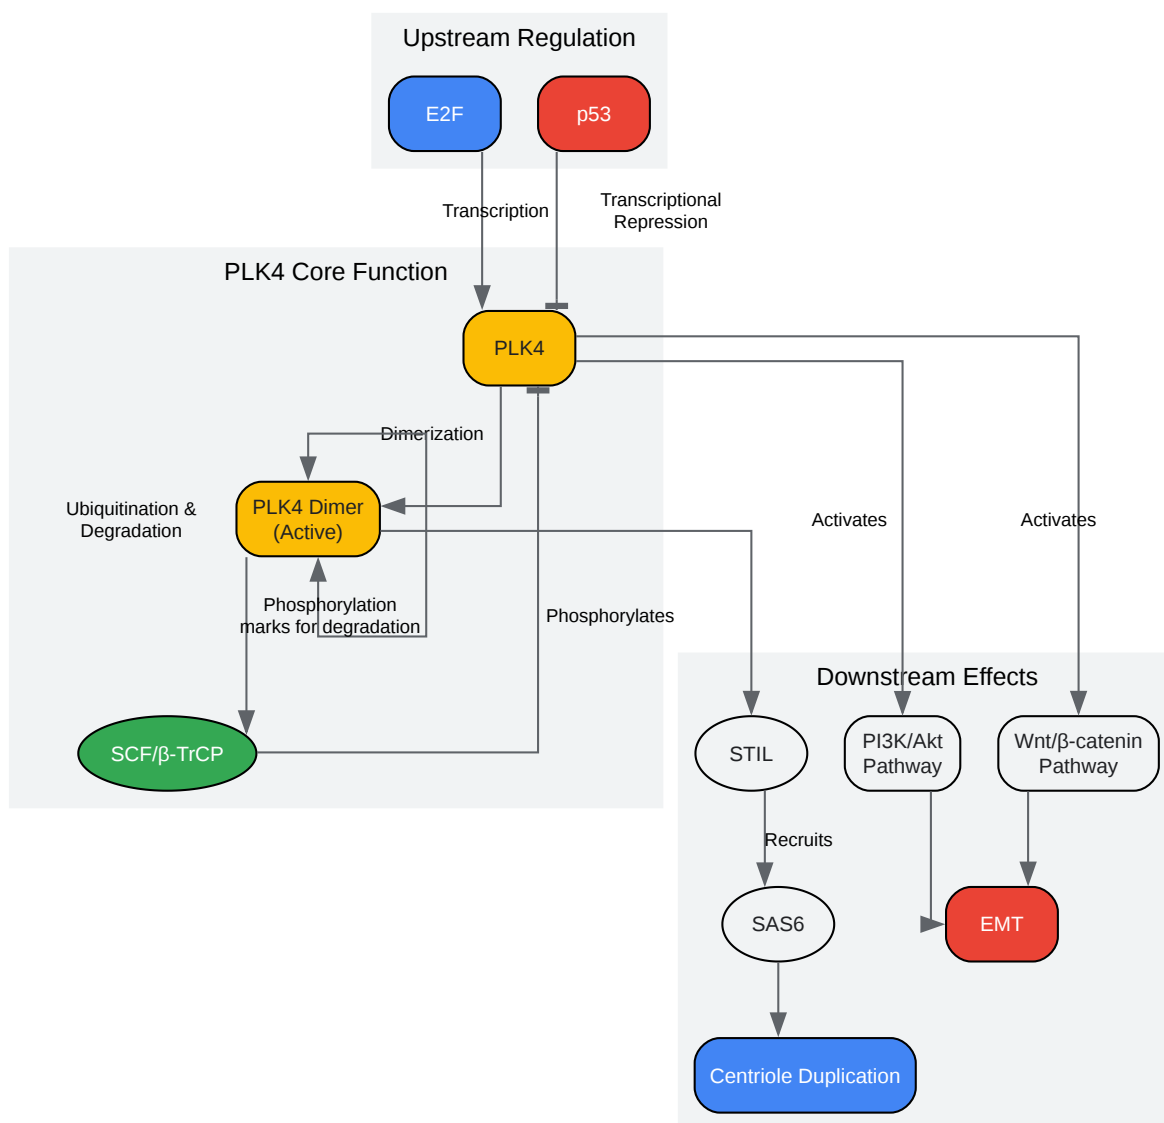 Upstream Regulation
E2F
p53
Transcription
Transcriptional
Repression
PLK4 Core Function
PLK4
Dimerization
PLK4 Dimer
(Active)
Ubiquitination &
Degradation
Activates
Activates
Phosphorylation
marks for degradation
Phosphorylates
Downstream Effects
SCF/β-TrCP
STIL
PI3K/Akt
Pathway
Wnt/β-catenin
Pathway
Recruits
SAS6
EMT
Centriole Duplication